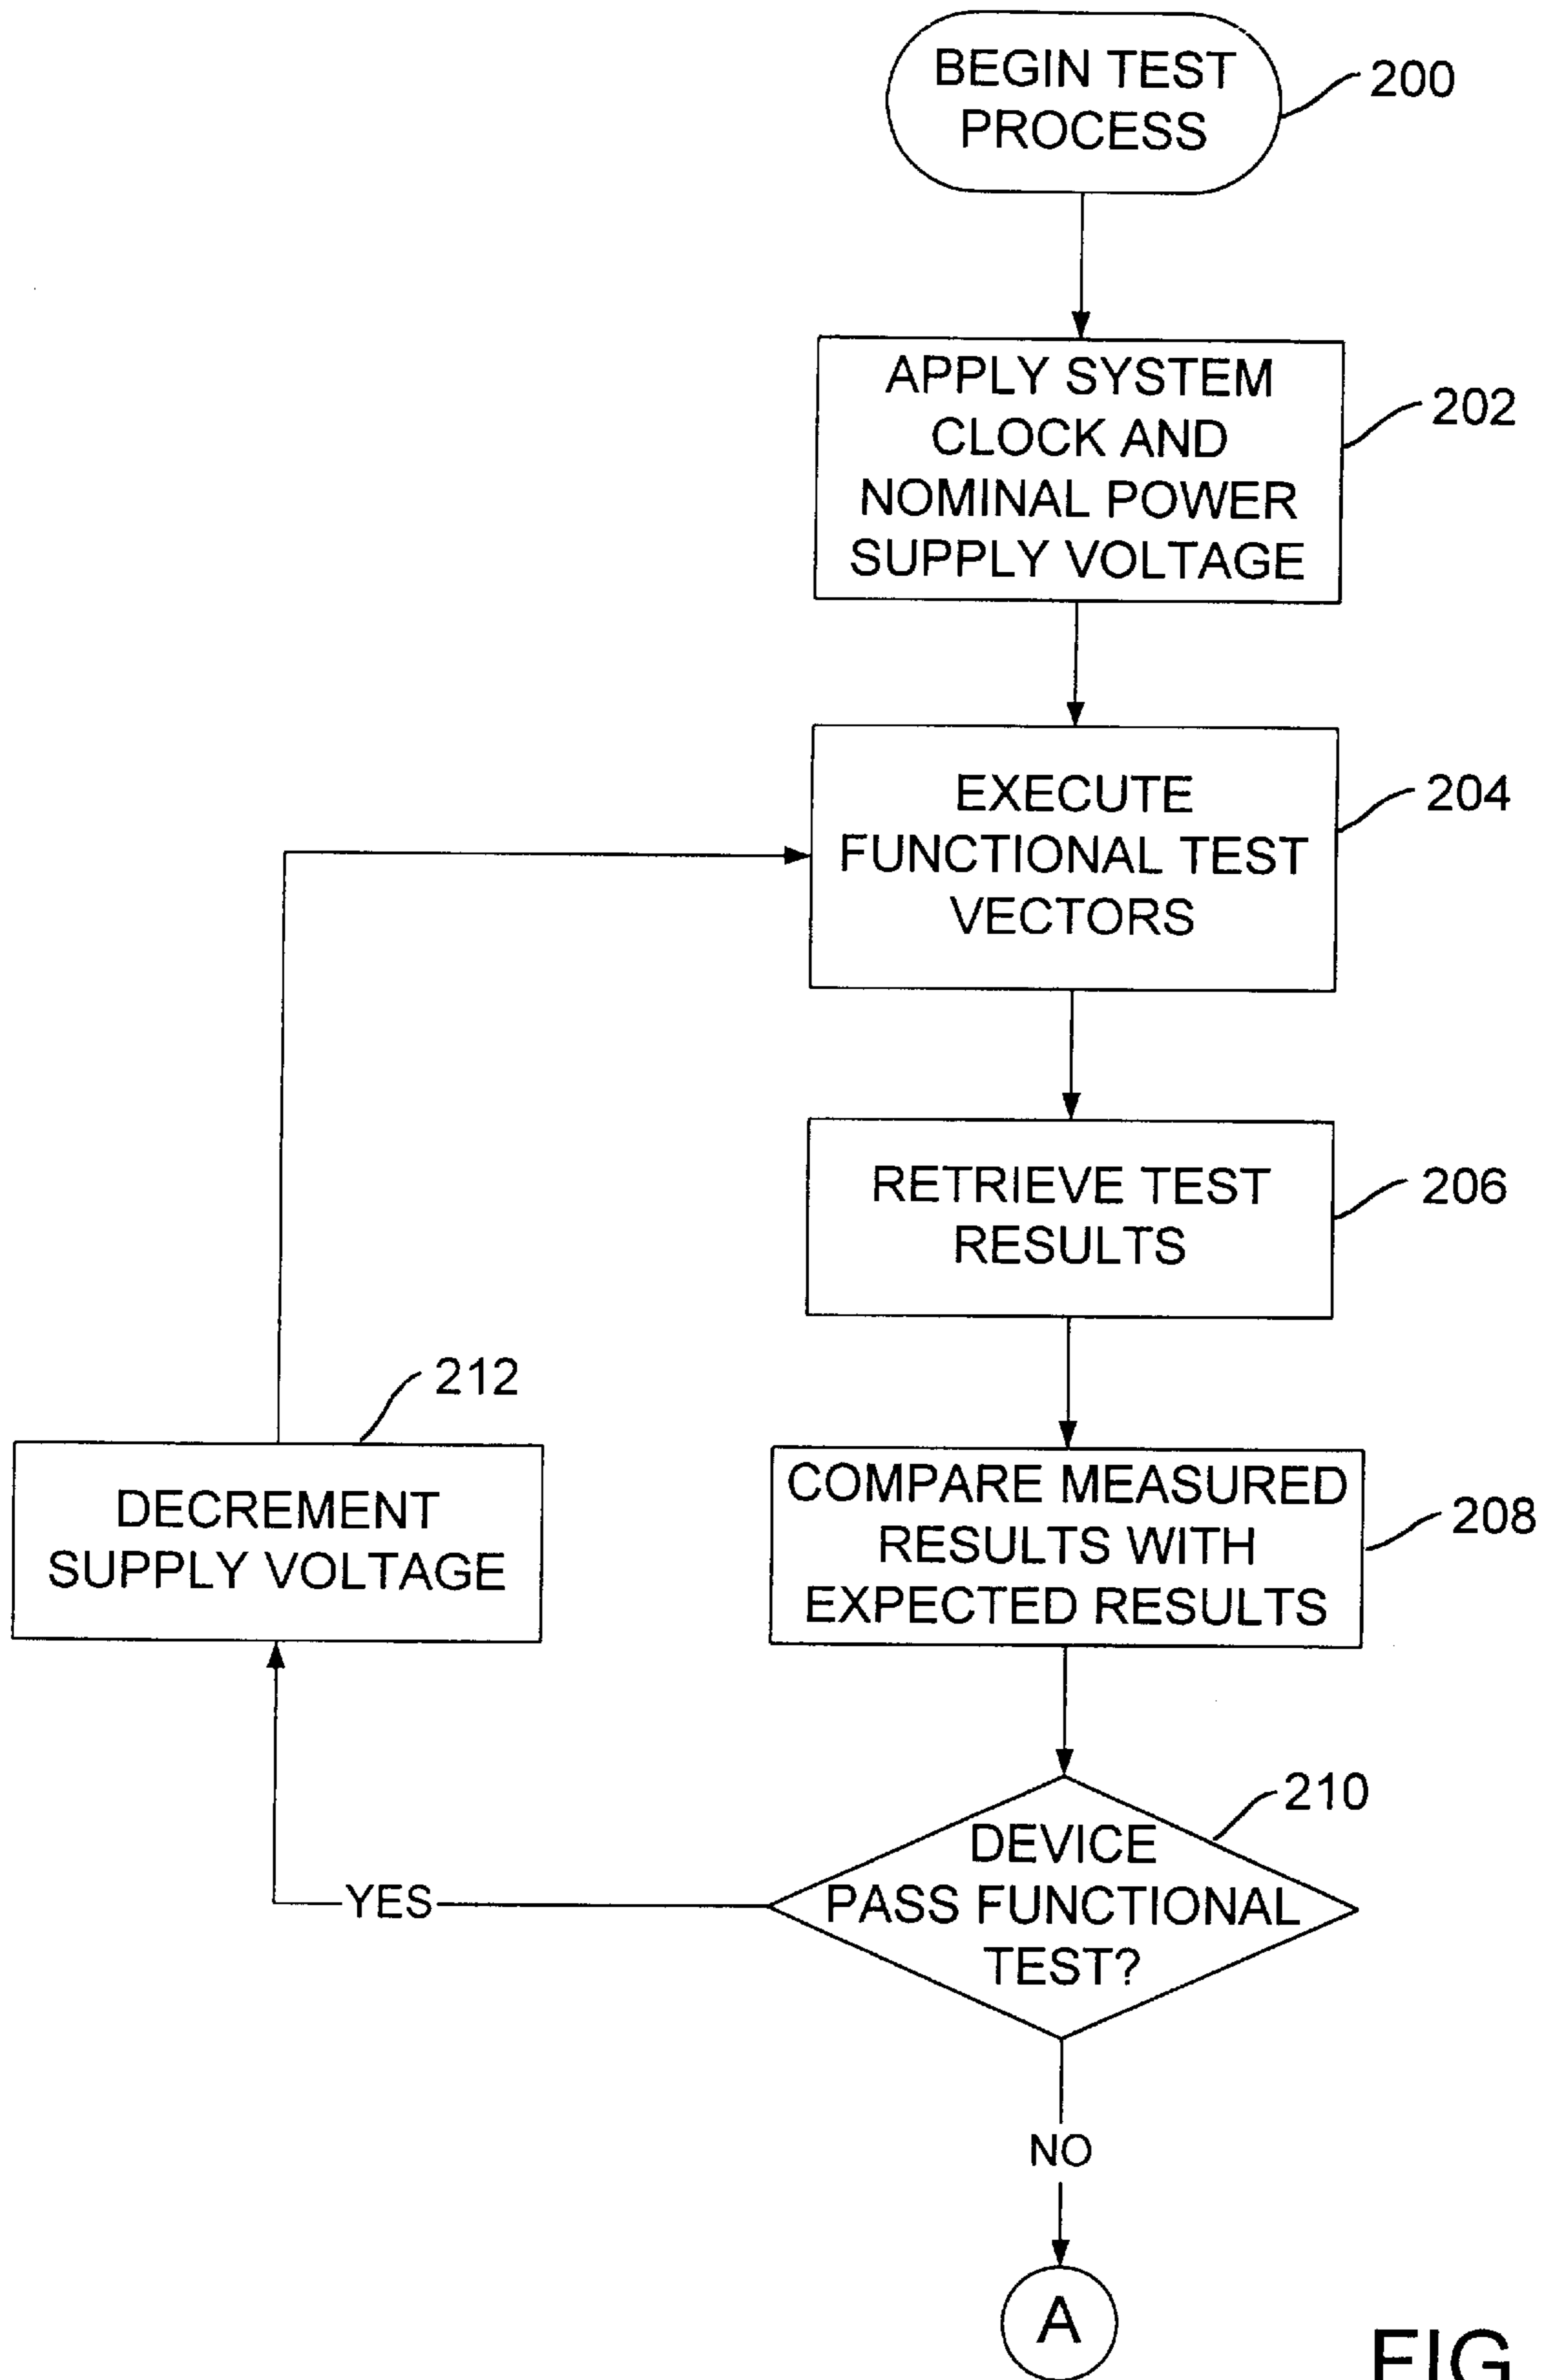 BEGIN TEST
PROCESS
200
APPLY SYSTEM
CLOCK AND
NOMINAL POWER
SUPPLY VOLTAGE
202
EXECUTE
FUNCTIONAL TEST
VECTORS
204
RETRIEVE TEST
RESULTS
206
212
DECREMENT
SUPPLY VOLTAGE
COMPARE MEASURED
RESULTS WITH
EXPECTED RESULTS
208
210
DEVICE
PASS FUNCTIONAL
TEST?
YES
NO
A
FIG